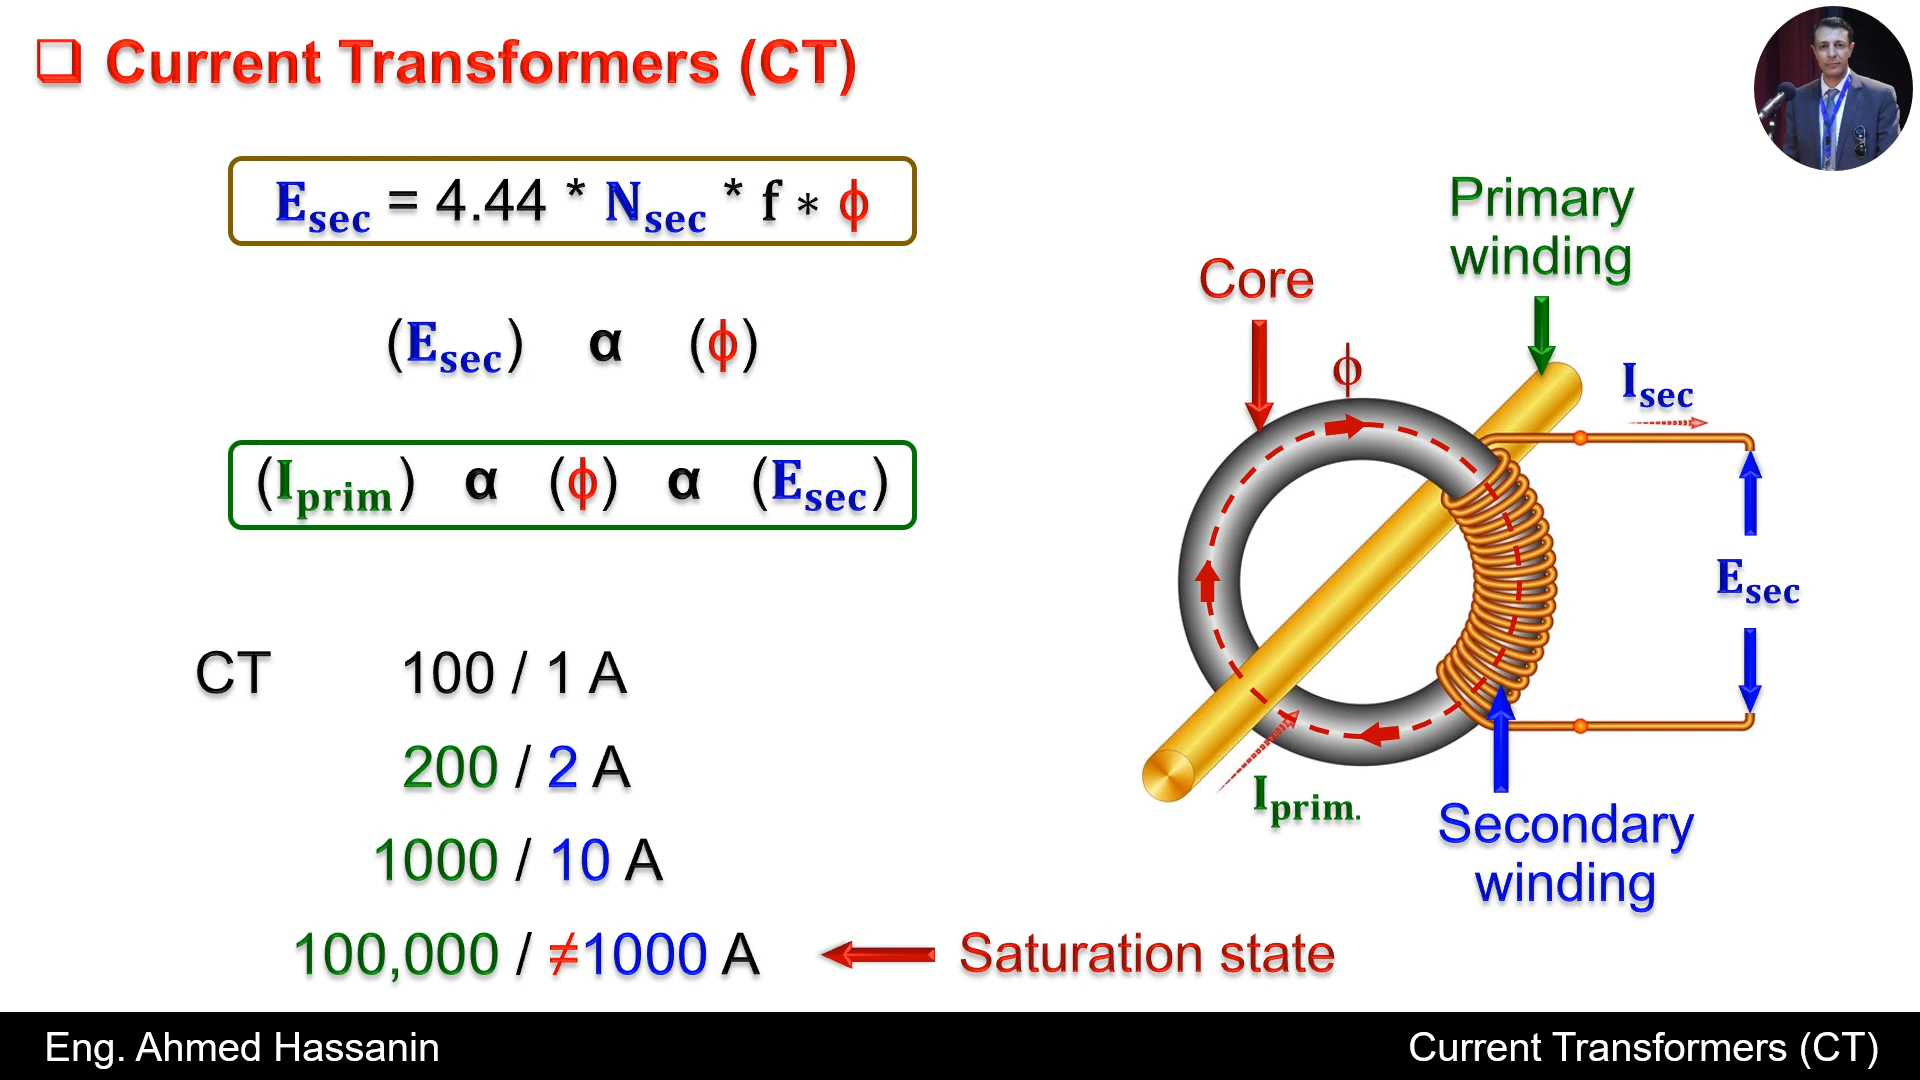 ❑ Current Transformers (CT)
E_sec = 4.44 * N_sec * f ∗ ϕ
(E_sec) α (ϕ)
(I_prim) α (ϕ) α (E_sec)
CT 100 / 1 A
200 / 2 A
1000 / 10 A
100,000 / ≠1000 A
Saturation state
Primary
winding
Core
ϕ
I_sec
E_sec
I_prim.
Secondary
winding
Eng. Ahmed Hassanin
Current Transformers (CT)